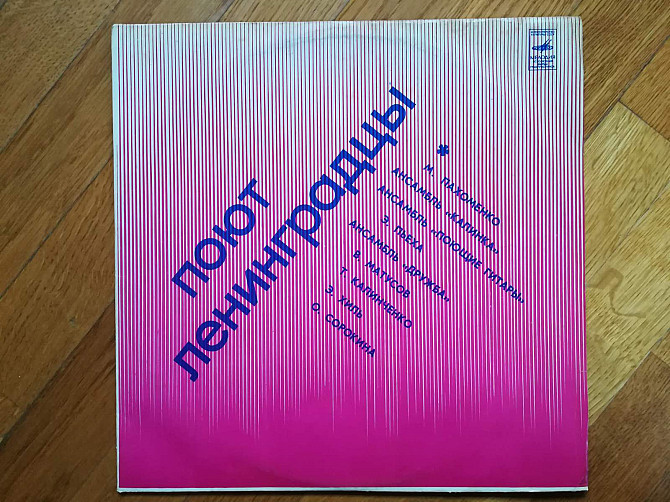 поют
ленинградцы
*
М. ПАХОМЕНКО
АНСАМБЛЬ «КАЛИНКА»
АНСАМБЛЬ «ПОЮЩИЕ ГИТАРЫ»
Э. ПЬЕХА
АНСАМБЛЬ «ДРУЖБА»
В. МАТУСОВ
Т. КАЛИНЧЕНКО
Э. ХИЛЬ
О. СОРОКИНА